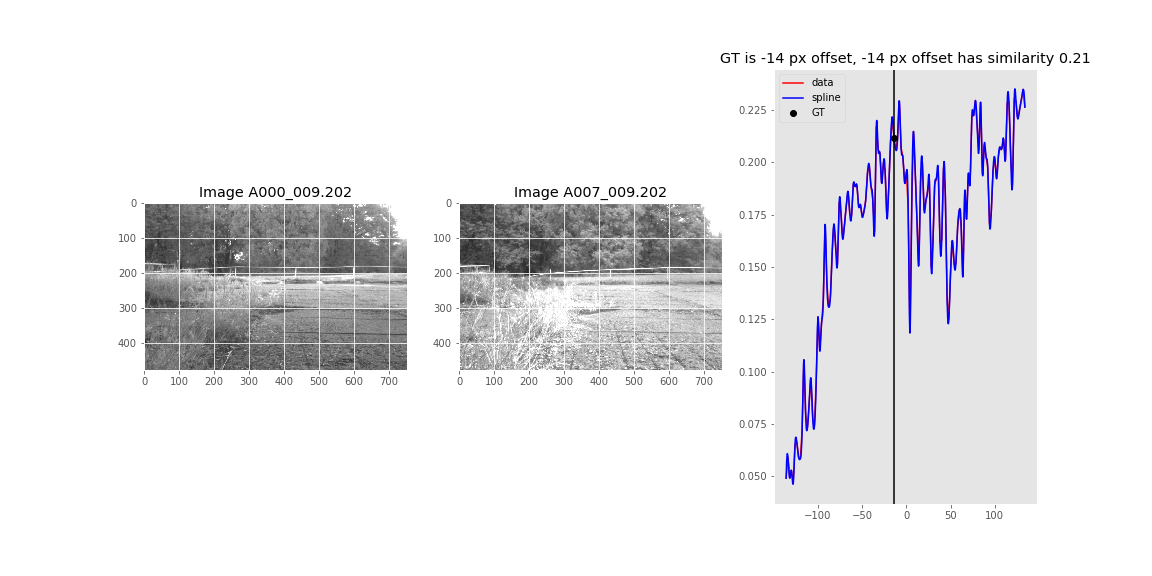 Image A000_009.202
0
100
200
300
400
0 100 200 300 400 500 600 700
Image A007_009.202
0
100
200
300
400
0 100 200 300 400 500 600 700
GT is -14 px offset, -14 px offset has similarity 0.21
data
spline
GT
0.225
0.200
0.175
0.150
0.125
0.100
0.075
0.050
−100 −50 0 50 100